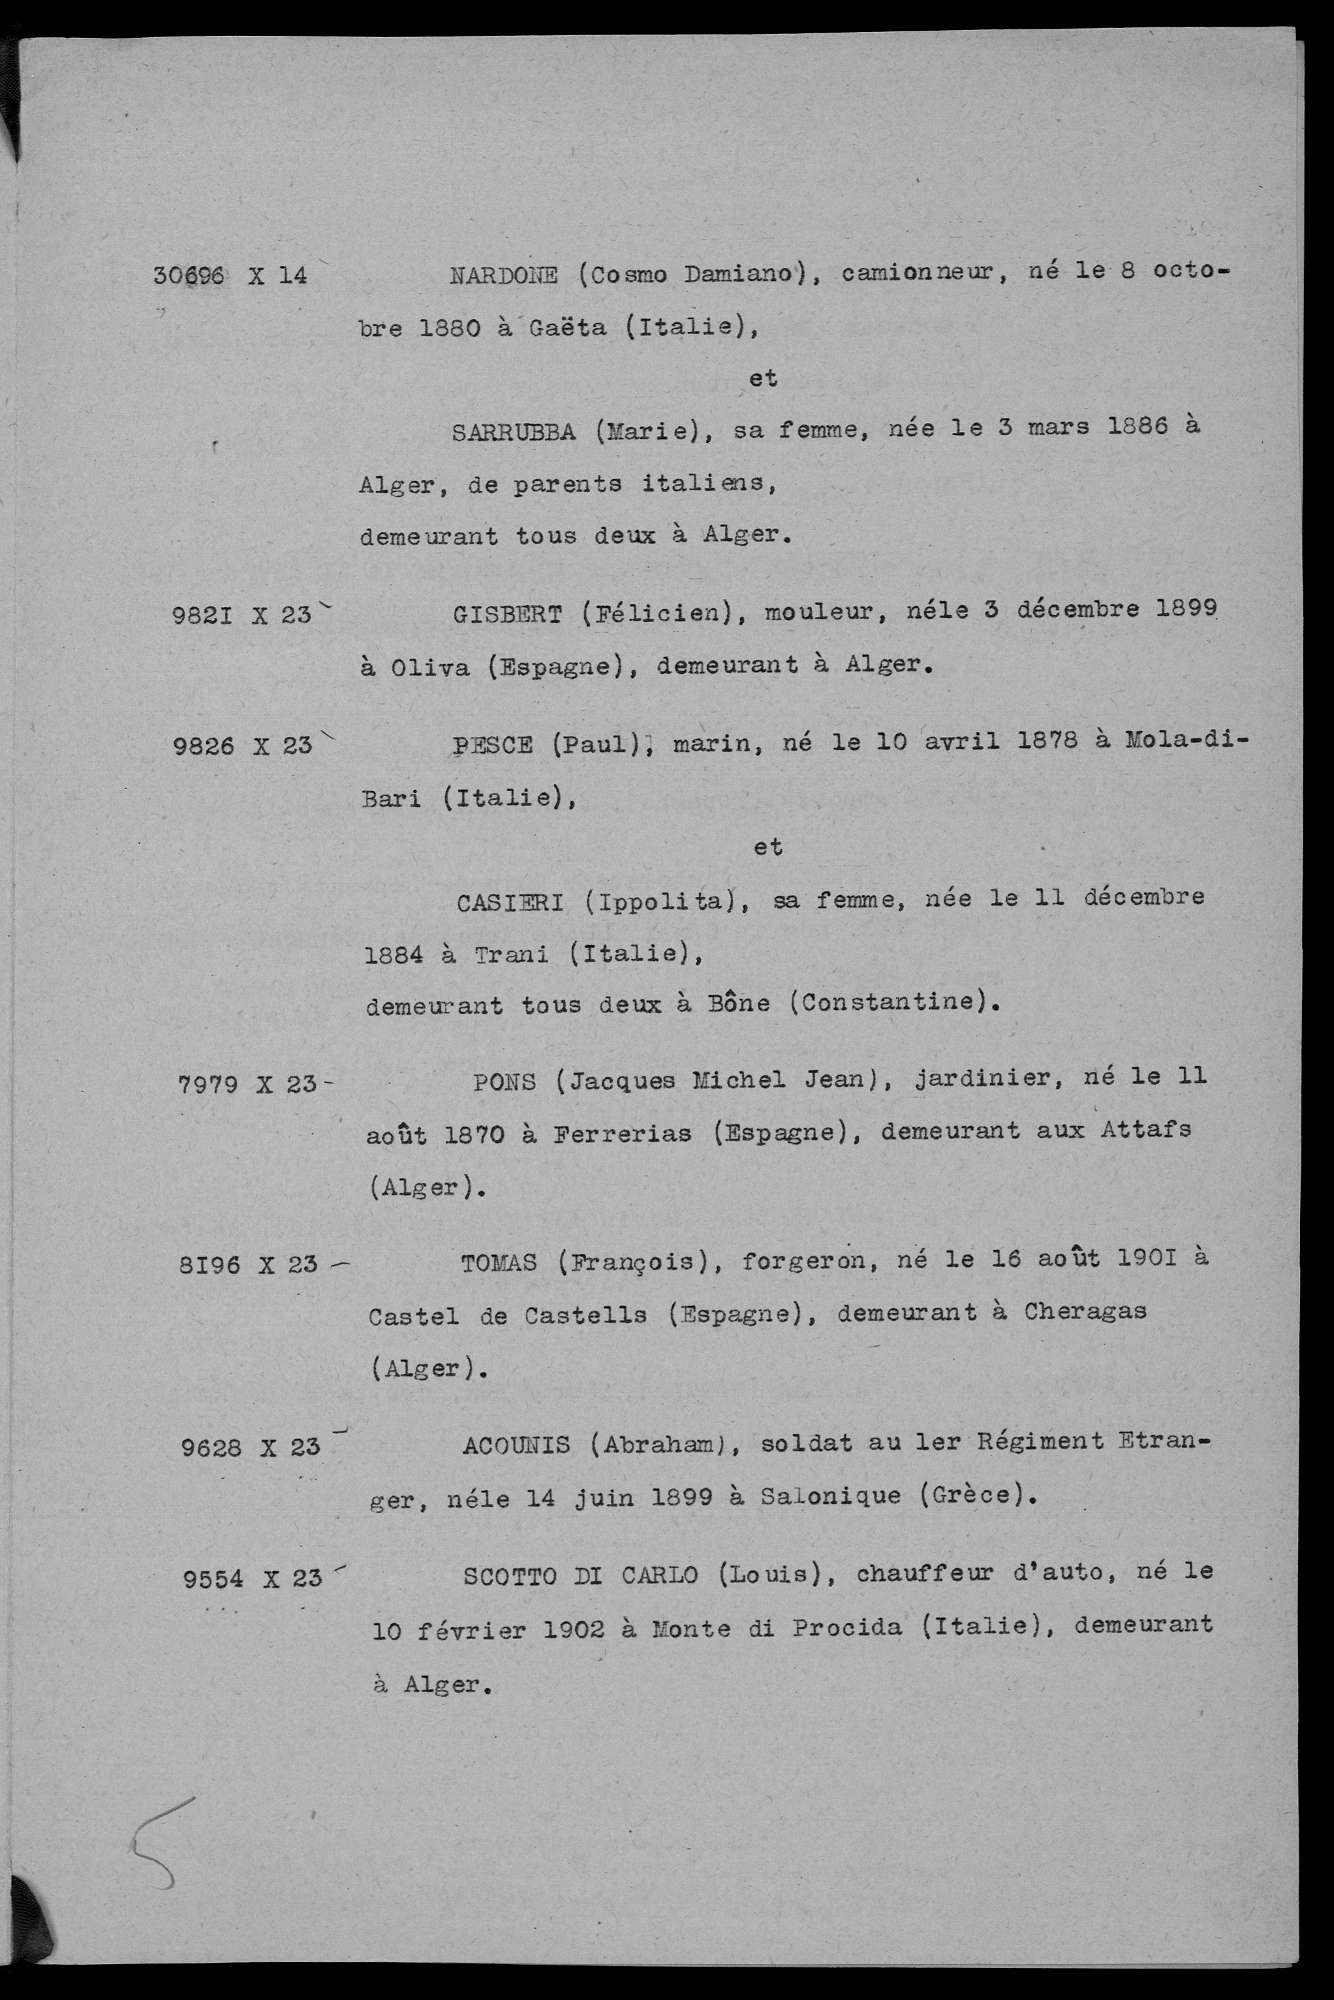 30696 X 14 NARDONE (Cosmo Damiano), camionneur, né le 8 octo-
bre 1880 à Gaëta (Italie),
et
SARRUBBA (Marie), sa femme, née le 3 mars 1886 à
Alger, de parents italiens,
demeurant tous deux à Alger.
982I X 23 GISBERT (Félicien), mouleur, néle 3 décembre 1899
à Oliva (Espagne), demeurant à Alger.
9826 X 23 PESCE (Paul), marin, né le 10 avril 1878 à Mola-di-
Bari (Italie),
et
CASIERI (Ippolita), sa femme, née le 11 décembre
1884 à Trani (Italie),
demeurant tous deux à Bône (Constantine).
7979 X 23- PONS (Jacques Michel Jean), jardinier, né le 11
août 1870 à Ferrerias (Espagne), demeurant aux Attafs
(Alger).
8I96 X 23 - TOMAS (François), forgeron, né le 16 août 190I à
Castel de Castells (Espagne), demeurant à Cheragas
(Alger).
9628 X 23 ACOUNIS (Abraham), soldat au 1er Régiment Etran-
ger, néle 14 juin 1899 à Salonique (Grèce).
9554 X 23 SCOTTO DI CARLO (Louis), chauffeur d'auto, né le
10 février 1902 à Monte di Procida (Italie), demeurant
à Alger.
5